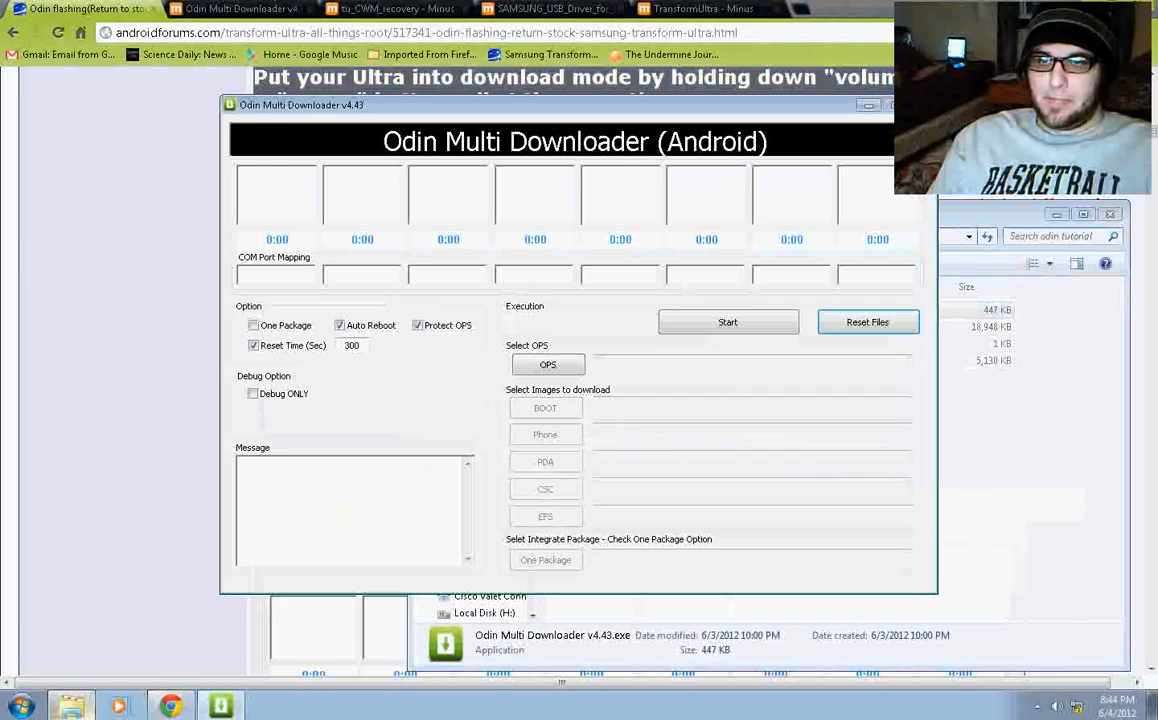 Odin flashing(Return to sto
Odin Multi Downloader v4
tu_CWM_recovery - Minus
SAMSUNG_USB_Driver_for_
TransformUltra - Minus
androidforums.com/transform-ultra-all-things-root/517341-odin-flashing-return-stock-samsung-transform-ultra.html
Gmail: Email from G...
Science Daily: News ...
Home - Google Music
Imported From Firef...
Samsung Transform...
The Undermine Jour...
Put your Ultra into download mode by holding down "volum
BASKETBALL
Odin Multi Downloader v4.43
Odin Multi Downloader (Android)
0:00 0:00 0:00 0:00 0:00 0:00 0:00 0:00
COM Port Mapping
Search odin tutorial
Size
447 KB
18,948 KB
1 KB
5,130 KB
Option
One Package
Auto Reboot
Protect OPS
Reset Time (Sec) 300
Debug Option
Debug ONLY
Message
Execution
Start
Reset Files
Select OPS
OPS
Select Images to download
BOOT
Phone
PDA
CSC
EFS
Selet Integrate Package - Check One Package Option
One Package
Cisco Valet Conn
Local Disk (H:)
Odin Multi Downloader v4.43.exe
Date modified: 6/3/2012 10:00 PM
Date created: 6/3/2012 10:00 PM
Application
Size: 447 KB
8:44 PM
6/4/2012